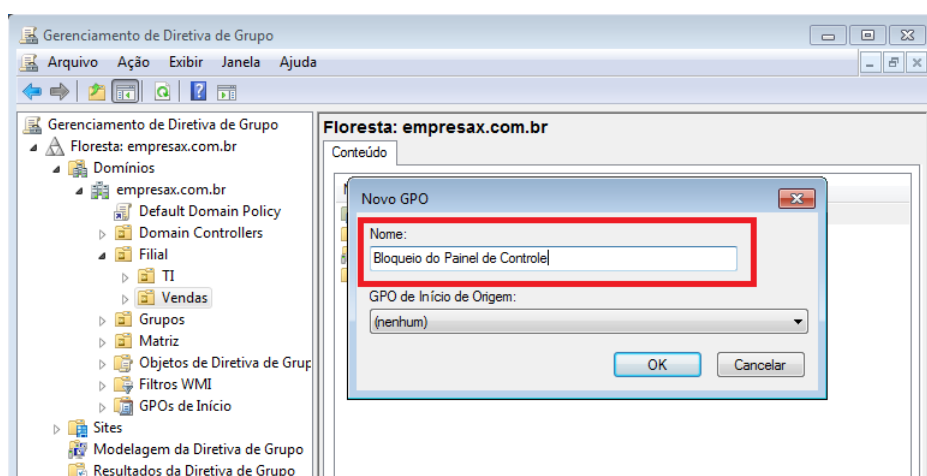 Gerenciamento de Diretiva de Grupo
Arquivo Ação Exibir Janela Ajuda
Gerenciamento de Diretiva de Grupo
Floresta: empresax.com.br
Domínios
empresax.com.br
Default Domain Policy
Domain Controllers
Filial
TI
Vendas
Grupos
Matriz
Objetos de Diretiva de Grup
Filtros WMI
GPOs de Início
Sites
Modelagem da Diretiva de Grupo
Resultados da Diretiva de Grupo
Floresta: empresax.com.br
Conteúdo
Novo GPO
Nome:
Bloqueio do Painel de Controle
GPO de Início de Origem:
(nenhum)
OK Cancelar